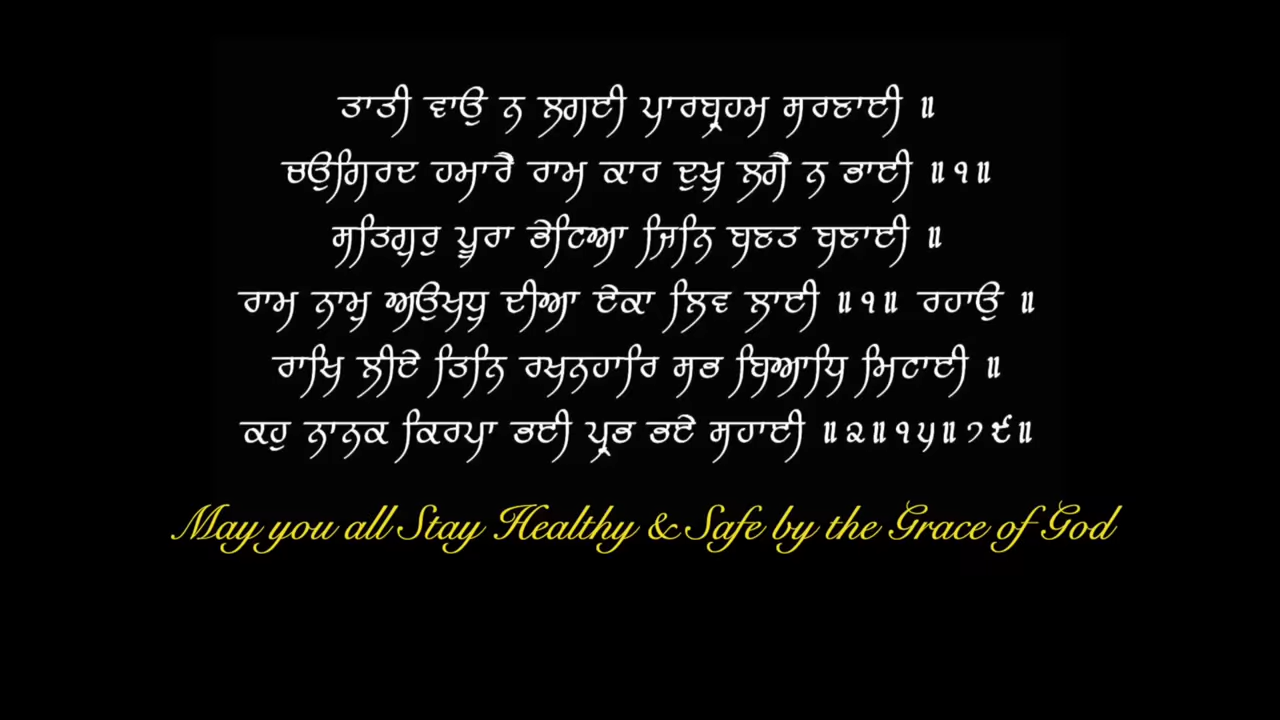 ਤਾਤੀ ਵਾਉ ਨ ਲਗਈ ਪਾਰਬ੍ਰਹਮ ਸਰਣਾਈ ॥
ਚਉਗਿਰਦ ਹਮਾਰੈ ਰਾਮ ਕਾਰ ਦੁਖੁ ਲਗੈ ਨ ਭਾਈ ॥੧॥
ਸਤਿਗੁਰੁ ਪੂਰਾ ਭੇਟਿਆ ਜਿਨਿ ਬਣਤ ਬਣਾਈ ॥
ਰਾਮ ਨਾਮੁ ਅਉਖਧੁ ਦੀਆ ਏਕਾ ਲਿਵ ਲਾਈ ॥੧॥ ਰਹਾਉ ॥
ਰਾਖਿ ਲੀਏ ਤਿਨਿ ਰਖਨਹਾਰਿ ਸਭ ਬਿਆਧਿ ਮਿਟਾਈ ॥
ਕਹੁ ਨਾਨਕ ਕਿਰਪਾ ਭਈ ਪ੍ਰਭ ਭਏ ਸਹਾਈ ॥੨॥੧੫॥੭੯॥
May you all Stay Healthy & Safe by the Grace of God